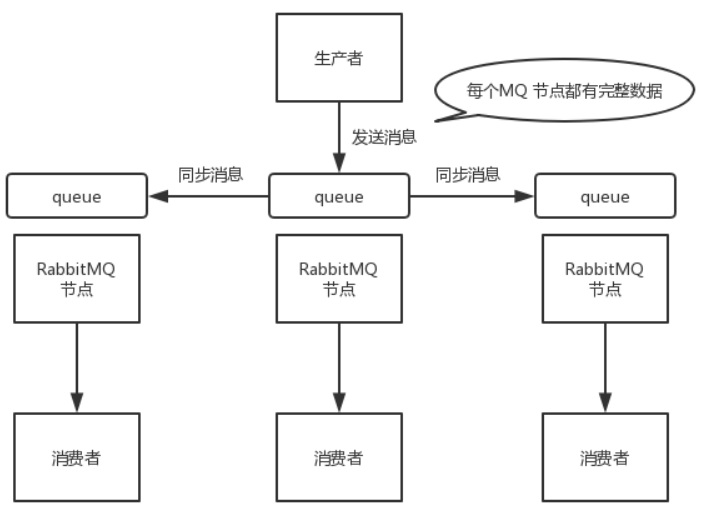 生产者
每个MQ 节点都有完整数据
发送消息
同步消息
同步消息
queue
queue
queue
RabbitMQ
节点
RabbitMQ
节点
RabbitMQ
节点
消费者
消费者
消费者